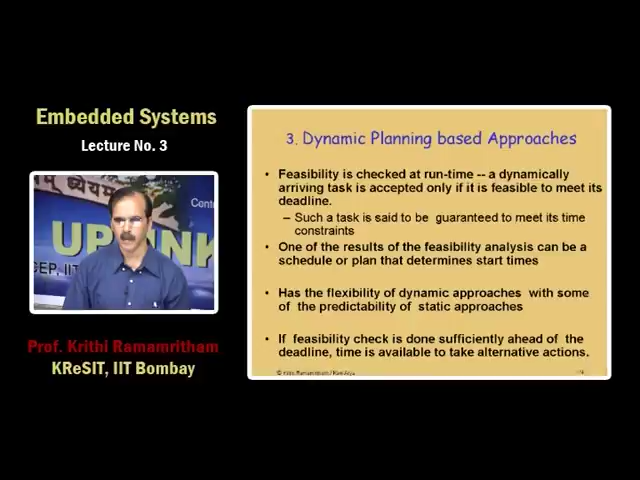 Embedded Systems
Lecture No. 3
UPLINK
Prof. Krithi Ramamritham
KReSIT, IIT Bombay
3. Dynamic Planning based Approaches
• Feasibility is checked at run-time -- a dynamically
arriving task is accepted only if it is feasible to meet its
deadline.
– Such a task is said to be guaranteed to meet its time
constraints
• One of the results of the feasibility analysis can be a
schedule or plan that determines start times
• Has the flexibility of dynamic approaches with some
of the predictability of static approaches
• If feasibility check is done sufficiently ahead of the
deadline, time is available to take alternative actions.